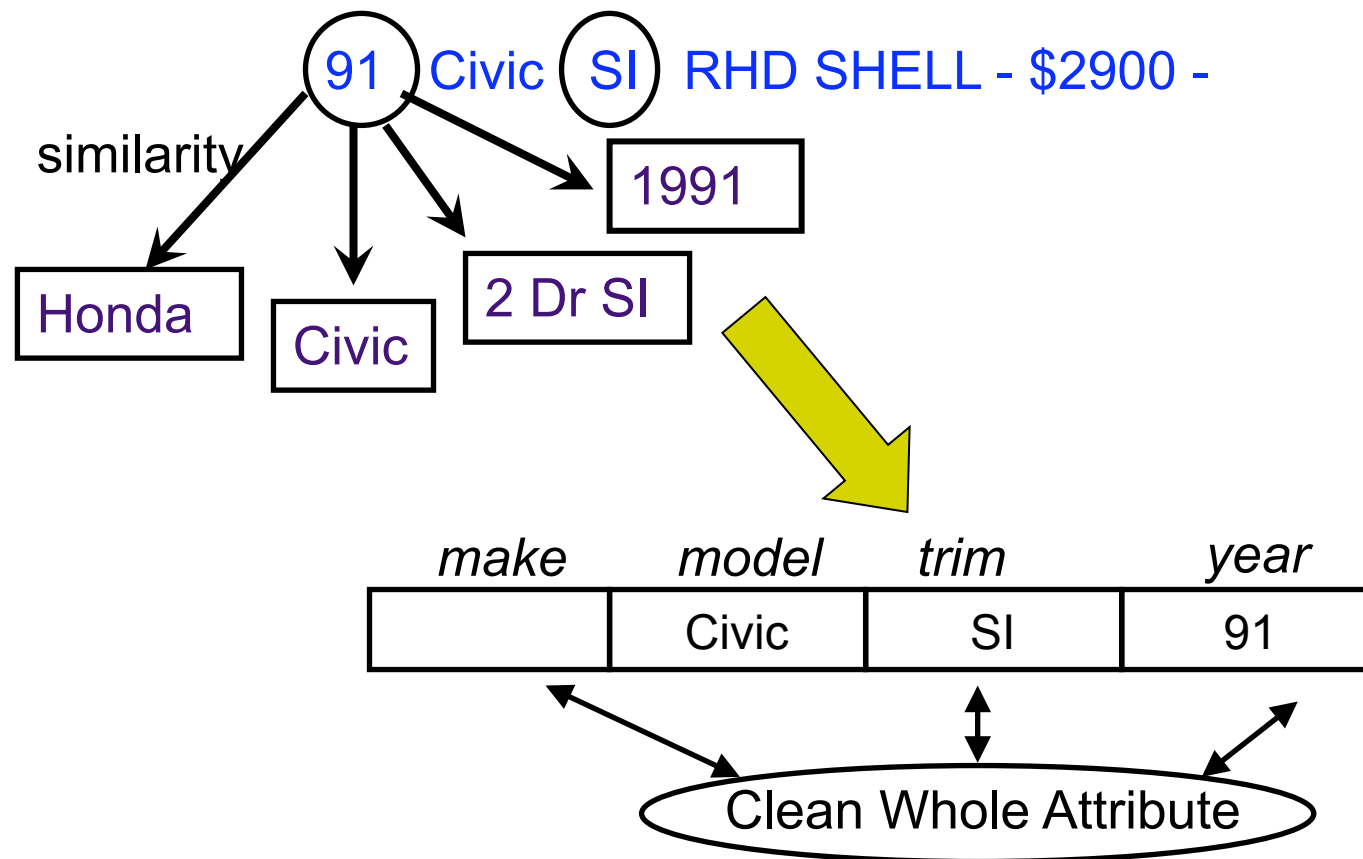 91 Civic SI RHD SHELL - $2900 -
similarity
1991
2 Dr SI
Honda
Civic
make model trim year
Civic SI 91
Clean Whole Attribute